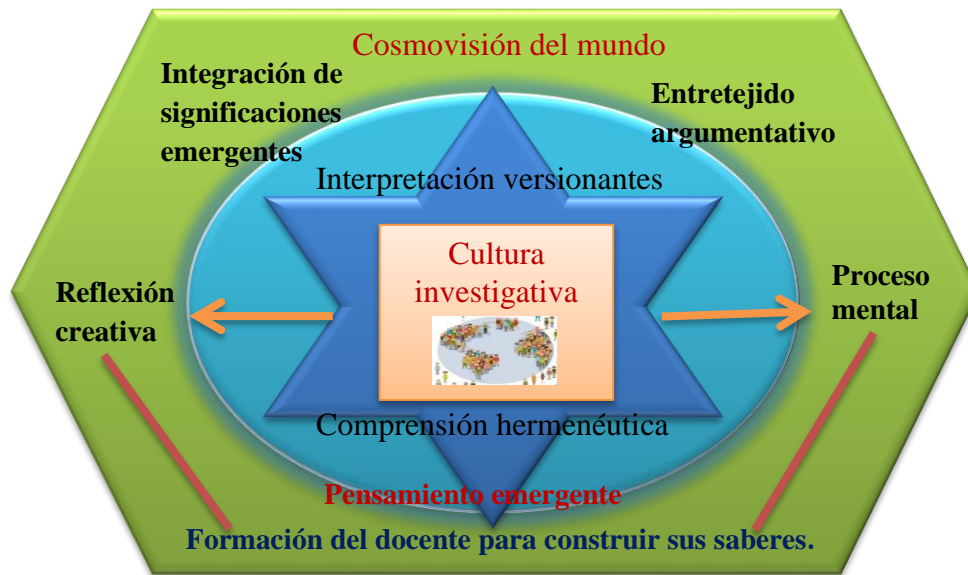 Cosmovisión del mundo
Integración de
significaciones
emergentes
Entretejido
argumentativo
Interpretación versionantes
Cultura
investigativa
Reflexión
creativa
Proceso
mental
Comprensión hermenéutica
Pensamiento emergente
Formación del docente para construir sus saberes.